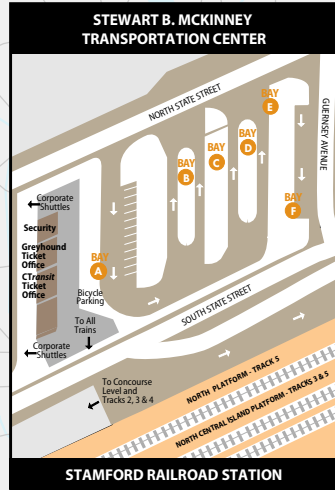 STEWART B. MCKINNEY
TRANSPORTATION CENTER
NORTH STATE STREET
BAY
E
GUERNSEY AVENUE
BAY
D
BAY
C
BAY
B
Corporate
Shuttles
BAY
F
Security
Greyhound
Ticket
Office
CTransit
Ticket
Office
BAY
A
Bicycle
Parking
SOUTH STATE STREET
To All
Trains
Corporate
Shuttles
NORTH PLATFORM - TRACK 5
To Concourse
Level and
Tracks 2, 3 & 4
NORTH CENTRAL ISLAND PLATFORM - TRACKS 3 & 5
STAMFORD RAILROAD STATION